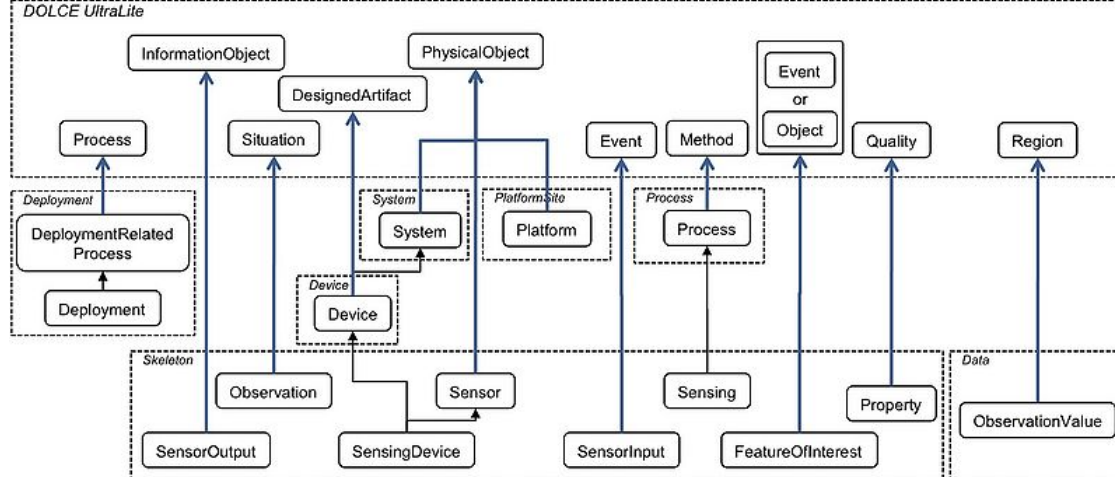 DOLCE UltraLite
InformationObject
PhysicalObject
DesignedArtifact
Event
or
Object
Process
Situation
Event
Method
Quality
Region
Deployment
System
PlatformSite
Process
DeploymentRelated
Process
System
Platform
Process
Device
Deployment
Device
Skeleton
Data
Observation
Sensor
Sensing
Property
ObservationValue
SensorOutput
SensingDevice
SensorInput
FeatureOfInterest